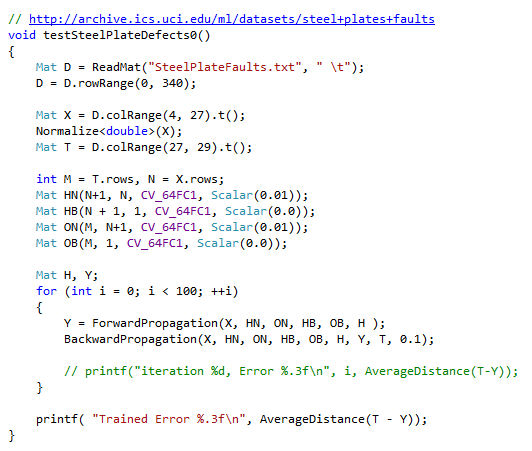 // http://archive.ics.uci.edu/ml/datasets/steel+plates+faults
void testSteelPlateDefects0()
{
    Mat D = ReadMat("SteelPlateFaults.txt", " \t");
    D = D.rowRange(0, 340);

    Mat X = D.colRange(4, 27).t();
    Normalize<double>(X);
    Mat T = D.colRange(27, 29).t();

    int M = T.rows, N = X.rows;
    Mat HN(N+1, N, CV_64FC1, Scalar(0.01));
    Mat HB(N + 1, 1, CV_64FC1, Scalar(0.0));
    Mat ON(M, N+1, CV_64FC1, Scalar(0.01));
    Mat OB(M, 1, CV_64FC1, Scalar(0.0));

    Mat H, Y;
    for (int i = 0; i < 100; ++i)
    {
        Y = ForwardPropagation(X, HN, ON, HB, OB, H );
        BackwardPropagation(X, HN, ON, HB, OB, H, Y, T, 0.1);

        // printf("iteration %d, Error %.3f\n", i, AverageDistance(T-Y));
    }

    printf( "Trained Error %.3f\n", AverageDistance(T - Y));
}